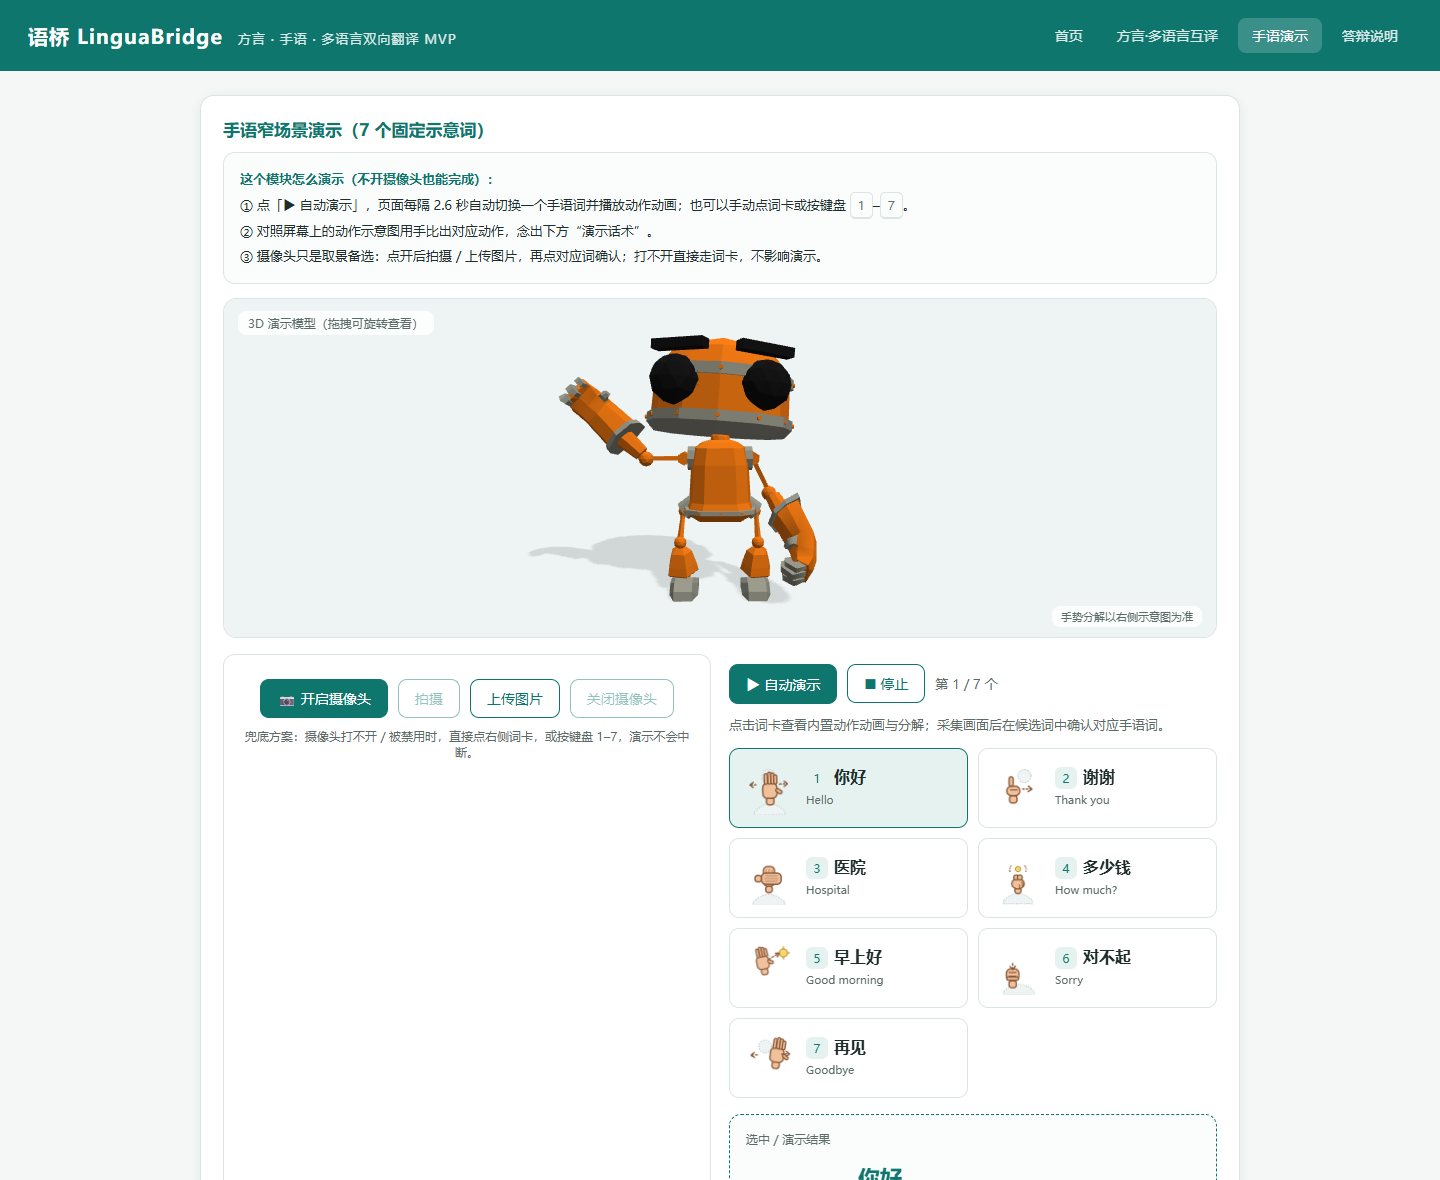 语桥 LinguaBridge 方言 · 手语 · 多语言双向翻译 MVP
首页 方言·多语言互译 手语演示 答辩说明
手语窄场景演示（7 个固定示意词）
这个模块怎么演示（不开摄像头也能完成）：
① 点「▶ 自动演示」，页面每隔 2.6 秒自动切换一个手语词并播放动作动画；也可以手动点词卡或按键盘 1–7。
② 对照屏幕上的动作示意图用手比出对应动作，念出下方“演示话术”。
③ 摄像头只是取景备选：点开后拍摄 / 上传图片，再点对应词确认；打不开直接走词卡，不影响演示。
3D 演示模型（拖拽可旋转查看）
手势分解以右侧示意图为准
📷 开启摄像头 拍摄 上传图片 关闭摄像头
兜底方案：摄像头打不开 / 被禁用时，直接点右侧词卡，或按键盘 1–7，演示不会中
断。
▶ 自动演示 ■ 停止 第 1 / 7 个
点击词卡查看内置动作动画与分解；采集画面后在候选词中确认对应手语词。
1 你好
Hello
2 谢谢
Thank you
3 医院
Hospital
4 多少钱
How much?
5 早上好
Good morning
6 对不起
Sorry
7 再见
Goodbye
选中 / 演示结果
你好